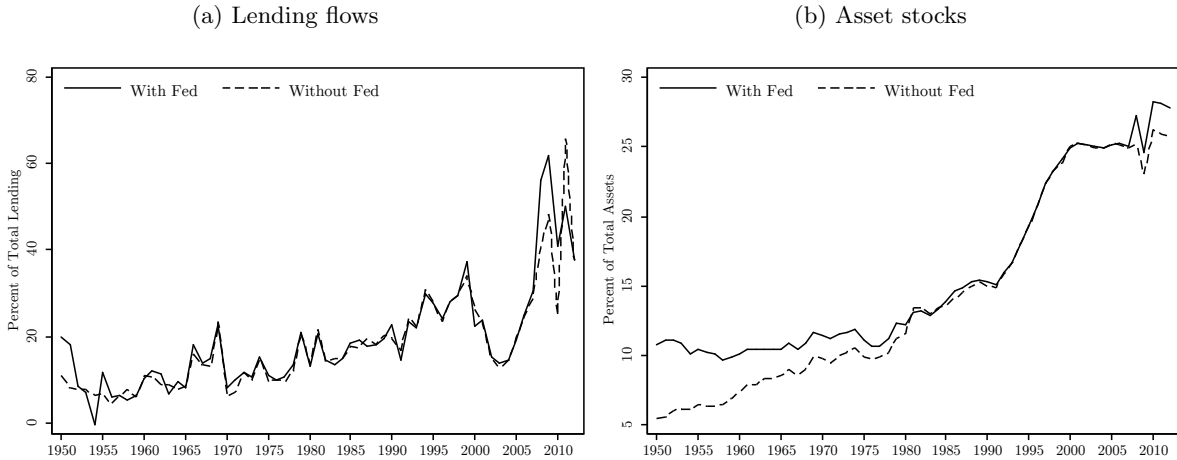 (a) Lending flows
Percent of Total Lending
80
60
40
20
0
With Fed
Without Fed
1950 1955 1960 1965 1970 1975 1980 1985 1990 1995 2000 2005 2010
(b) Asset stocks
Percent of Total Assets
30
25
20
15
10
5
With Fed
Without Fed
1950 1955 1960 1965 1970 1975 1980 1985 1990 1995 2000 2005 2010